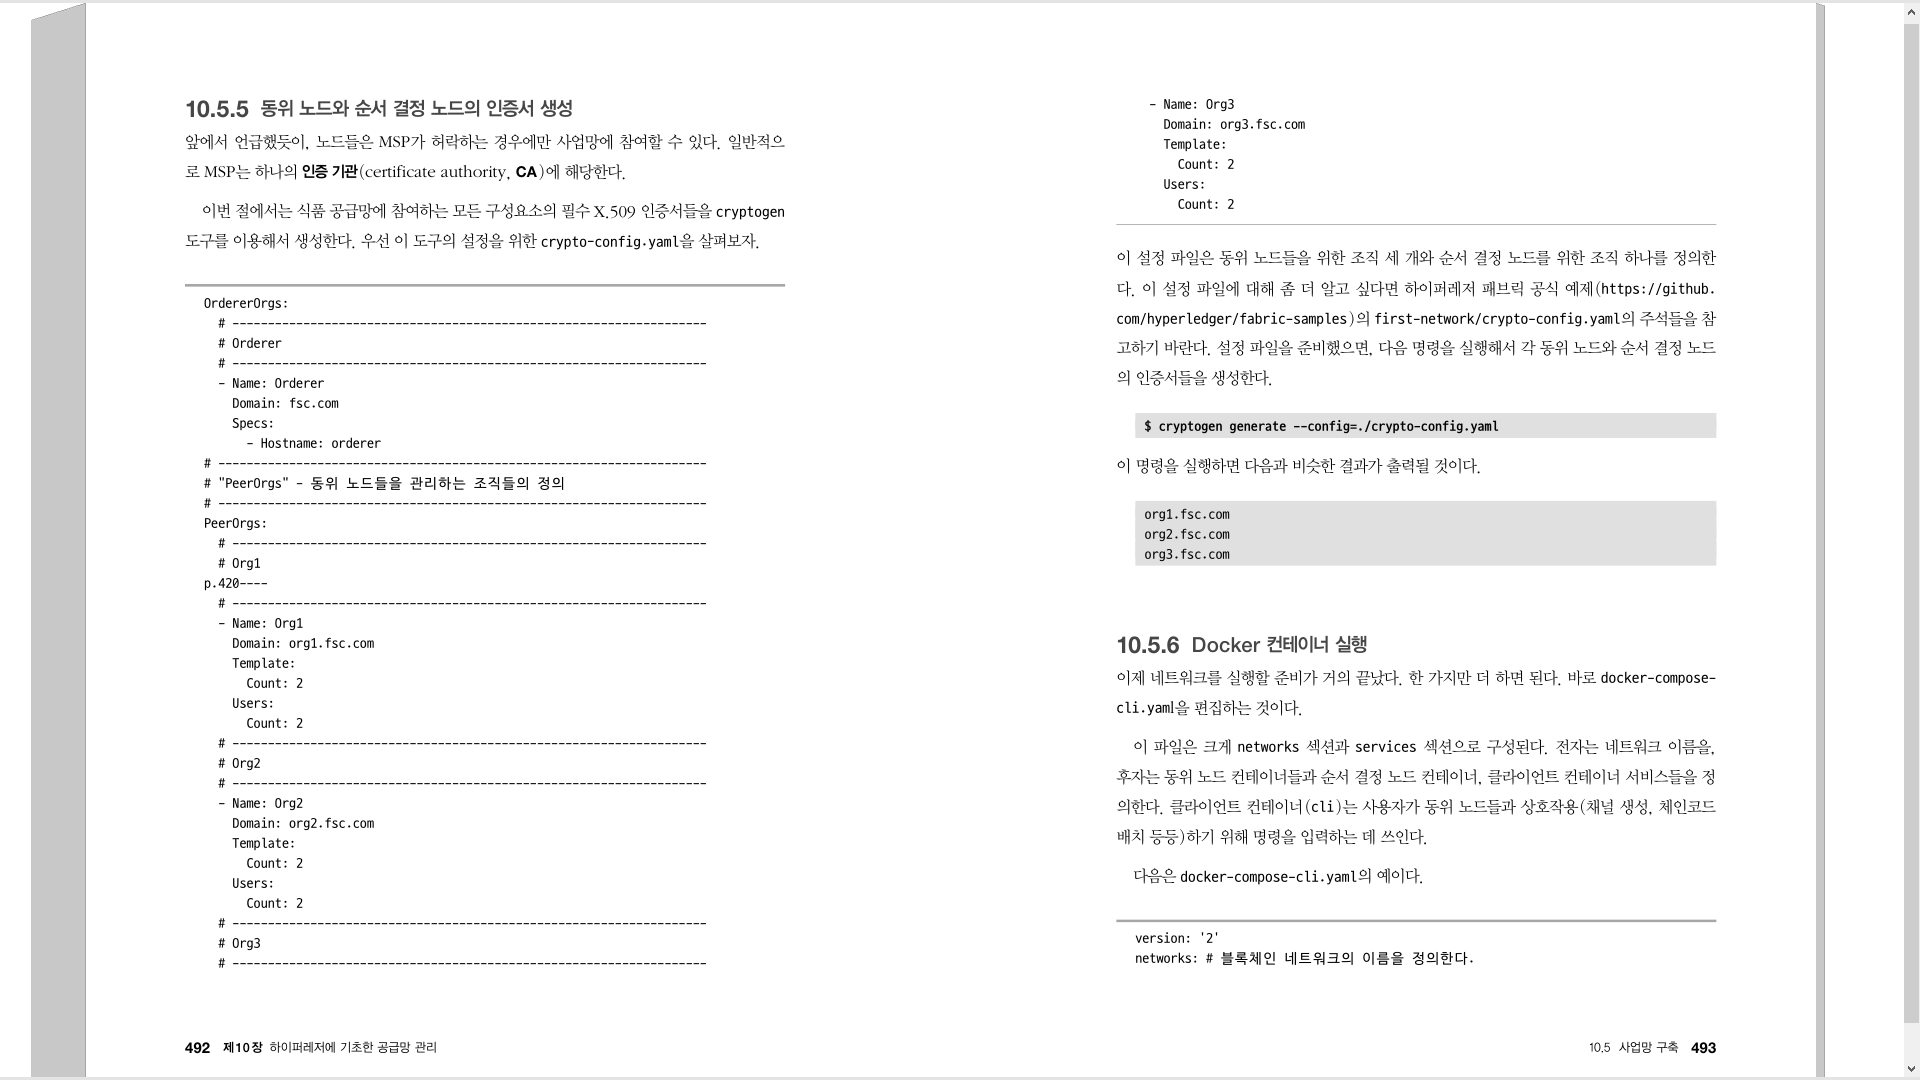 10.5.5 동위 노드와 순서 결정 노드의 인증서 생성
앞에서 언급했듯이, 노드들은 MSP가 허락하는 경우에만 사업망에 참여할 수 있다. 일반적으
로 MSP는 하나의 인증 기관(certificate authority, CA)에 해당한다.
이번 절에서는 식품 공급망에 참여하는 모든 구성요소의 필수 X.509 인증서들을 cryptogen
도구를 이용해서 생성한다. 우선 이 도구의 설정을 위한 crypto-config.yaml을 살펴보자.
OrdererOrgs:
  # -------------------------------------------------------------------
  # Orderer
  # -------------------------------------------------------------------
  - Name: Orderer
    Domain: fsc.com
    Specs:
      - Hostname: orderer
# ---------------------------------------------------------------------
# "PeerOrgs" - 동위 노드들을 관리하는 조직들의 정의
# ---------------------------------------------------------------------
PeerOrgs:
  # -------------------------------------------------------------------
  # Org1
p.420----
  # -------------------------------------------------------------------
  - Name: Org1
    Domain: org1.fsc.com
    Template:
      Count: 2
    Users:
      Count: 2
  # -------------------------------------------------------------------
  # Org2
  # -------------------------------------------------------------------
  - Name: Org2
    Domain: org2.fsc.com
    Template:
      Count: 2
    Users:
      Count: 2
  # -------------------------------------------------------------------
  # Org3
  # -------------------------------------------------------------------
492 제10장 하이퍼레저에 기초한 공급망 관리
  - Name: Org3
    Domain: org3.fsc.com
    Template:
      Count: 2
    Users:
      Count: 2
이 설정 파일은 동위 노드들을 위한 조직 세 개와 순서 결정 노드를 위한 조직 하나를 정의한
다. 이 설정 파일에 대해 좀 더 알고 싶다면 하이퍼레저 패브릭 공식 예제(https://github.
com/hyperledger/fabric-samples)의 first-network/crypto-config.yaml의 주석들을 참
고하기 바란다. 설정 파일을 준비했으면, 다음 명령을 실행해서 각 동위 노드와 순서 결정 노드
의 인증서들을 생성한다.
$ cryptogen generate --config=./crypto-config.yaml
이 명령을 실행하면 다음과 비슷한 결과가 출력될 것이다.
org1.fsc.com
org2.fsc.com
org3.fsc.com
10.5.6 Docker 컨테이너 실행
이제 네트워크를 실행할 준비가 거의 끝났다. 한 가지만 더 하면 된다. 바로 docker-compose-
cli.yaml을 편집하는 것이다.
이 파일은 크게 networks 섹션과 services 섹션으로 구성된다. 전자는 네트워크 이름을,
후자는 동위 노드 컨테이너들과 순서 결정 노드 컨테이너, 클라이언트 컨테이너 서비스들을 정
의한다. 클라이언트 컨테이너(cli)는 사용자가 동위 노드들과 상호작용(채널 생성, 체인코드
배치 등등)하기 위해 명령을 입력하는 데 쓰인다.
다음은 docker-compose-cli.yaml의 예이다.
version: '2'
networks: # 블록체인 네트워크의 이름을 정의한다.
10.5 사업망 구축 493